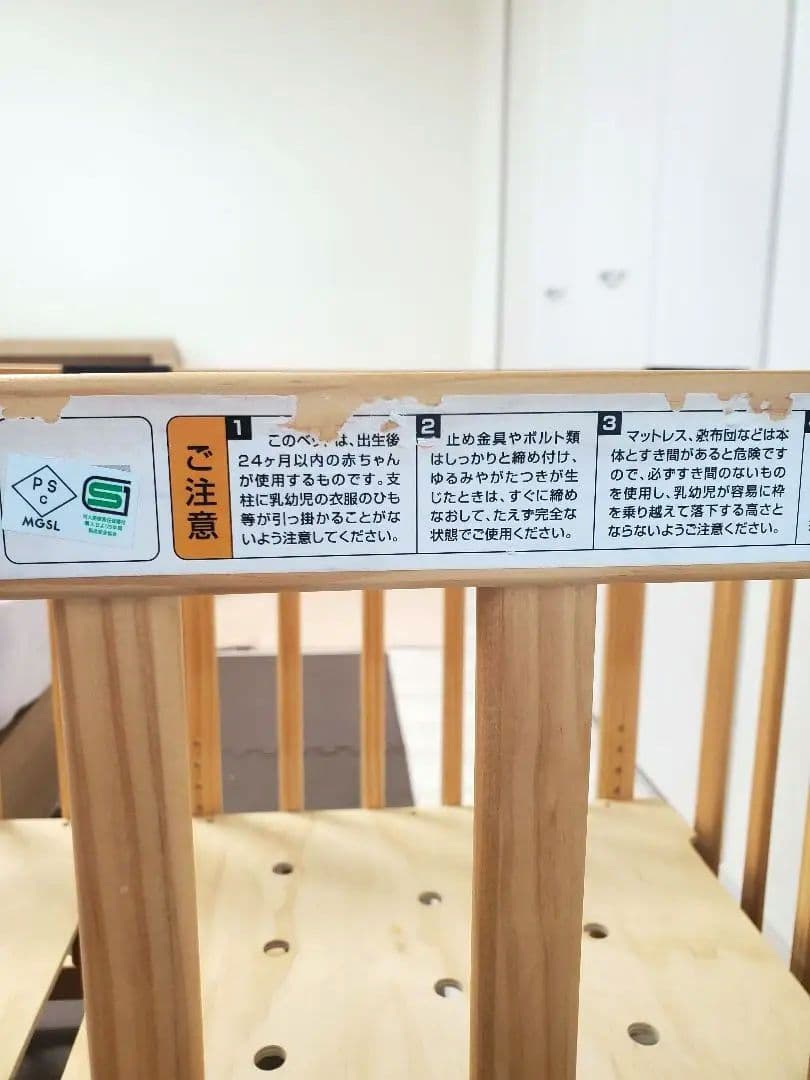 PS
C
MGSL
SG
ご注意
1
このベッドは、出生後
24ヶ月以内の赤ちゃん
が使用するものです。支
柱に乳幼児の衣服のひも
等が引っ掛かることがな
いよう注意してください。
2
止め金具やボルト類
はしっかりと締め付け、
ゆるみやがたつきが生
じたときは、すぐに締め
なおして、たえず完全な
状態でご使用ください。
3
マットレス、敷布団などは本
体とすき間があると危険です
ので、必ずすき間のないもの
を使用し、乳幼児が容易に枠
を乗り越えて落下する高さと
ならないようご注意ください。